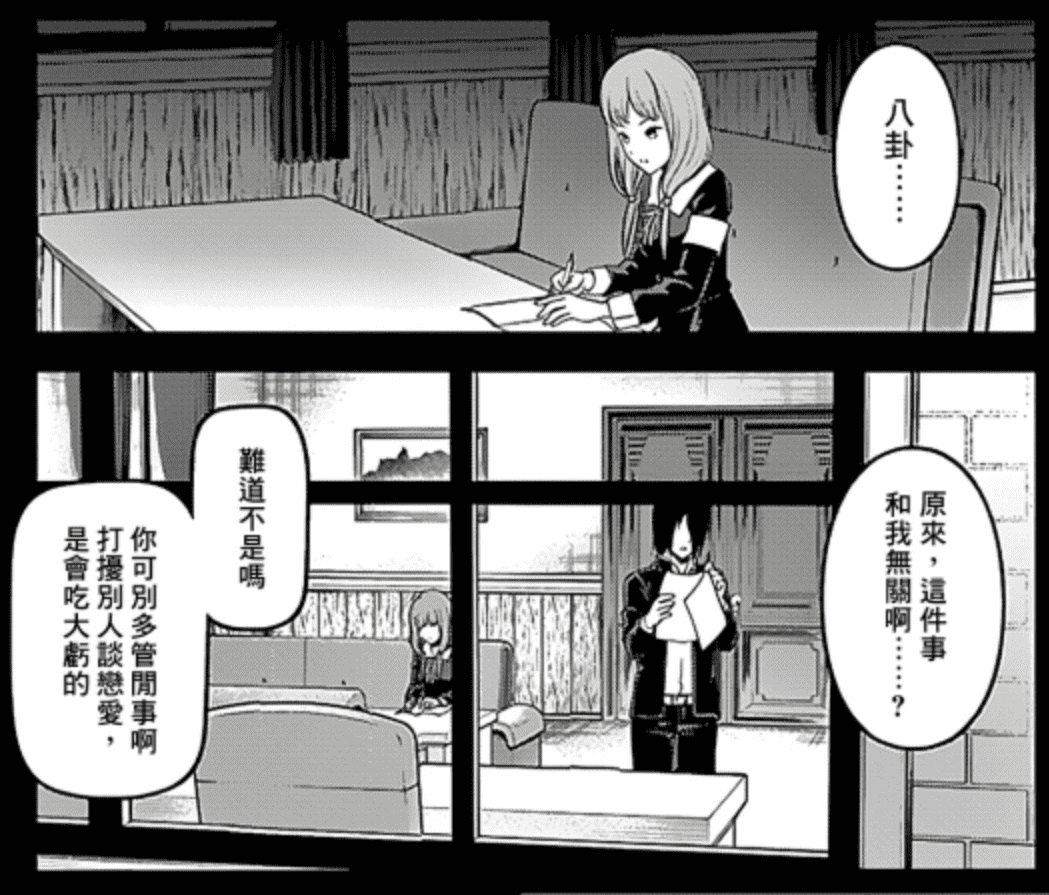 八卦……
原來，這件事
和我無關啊……？
難道不是嗎
你可別多管閒事啊
打擾別人談戀愛，
是會吃大虧的